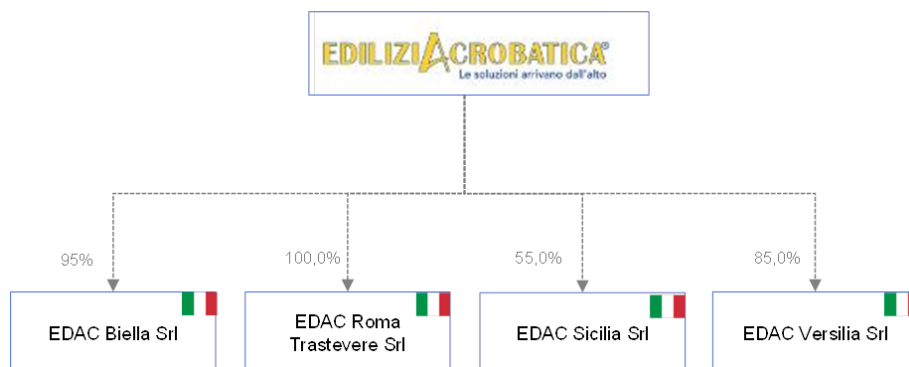 EDILIZIACROBATICA®
Le soluzioni arrivano dall'alto
95%
100,0%
55,0%
85,0%
EDAC Biella Srl
EDAC Roma
Trastevere Srl
EDAC Sicilia Srl
EDAC Versilia Srl